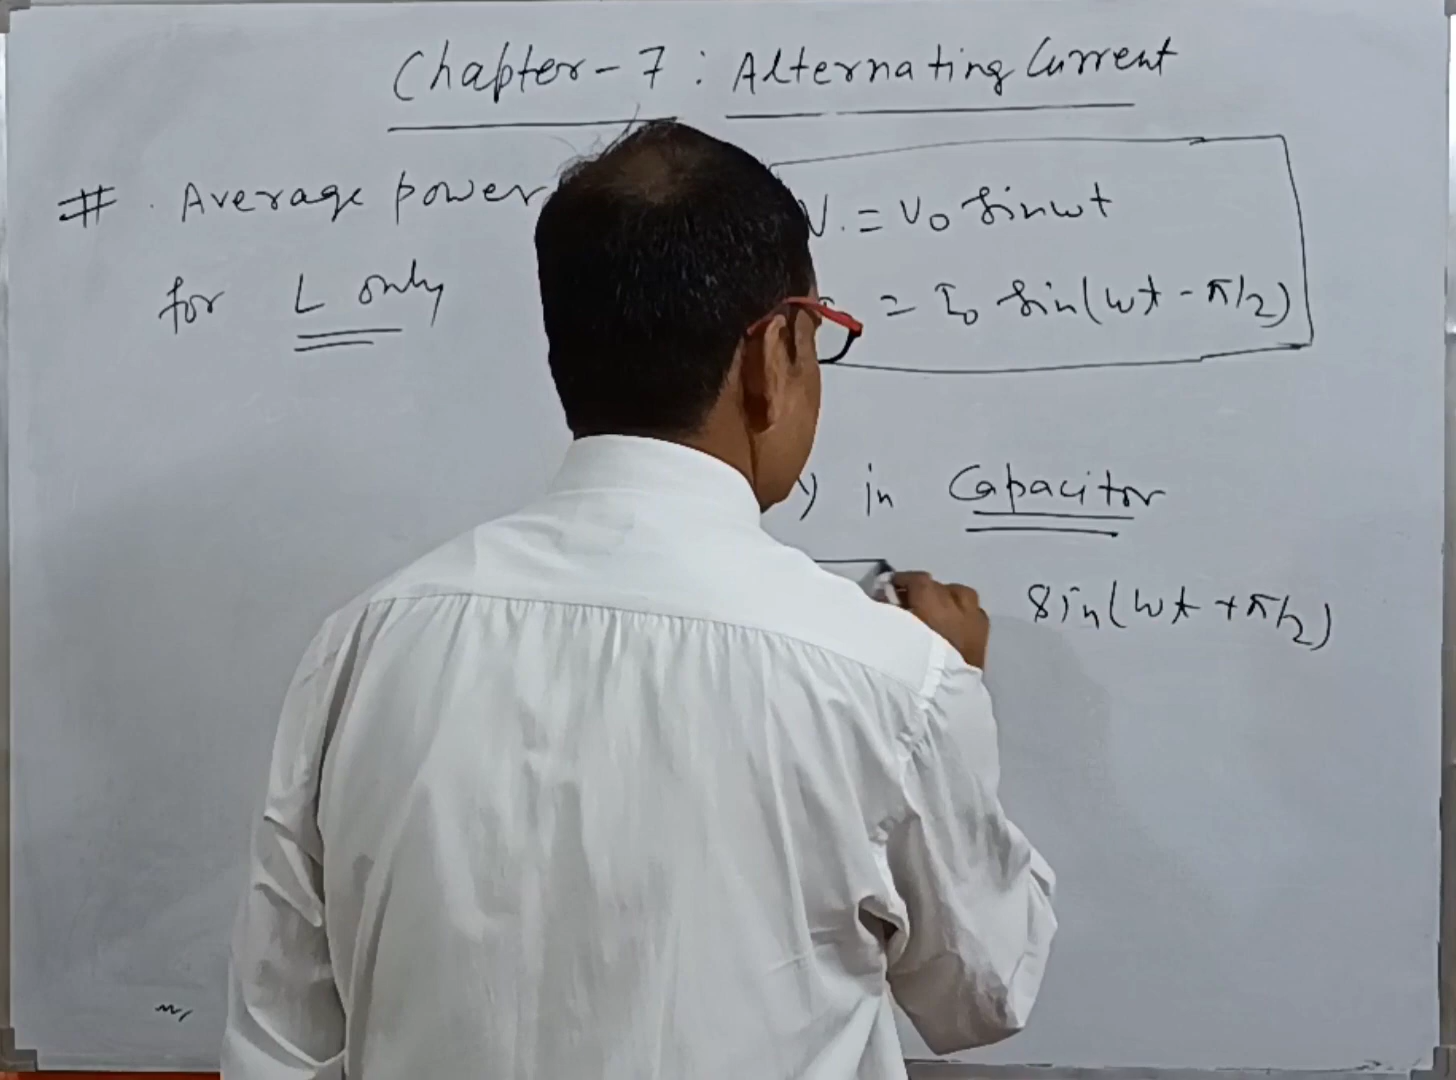 Chapter-7: Alternating Current
# Average power
for L only
V = V₀ sinωt
= I₀ sin(ωt - π/2)
in Capacitor
sin(ωt + π/2)